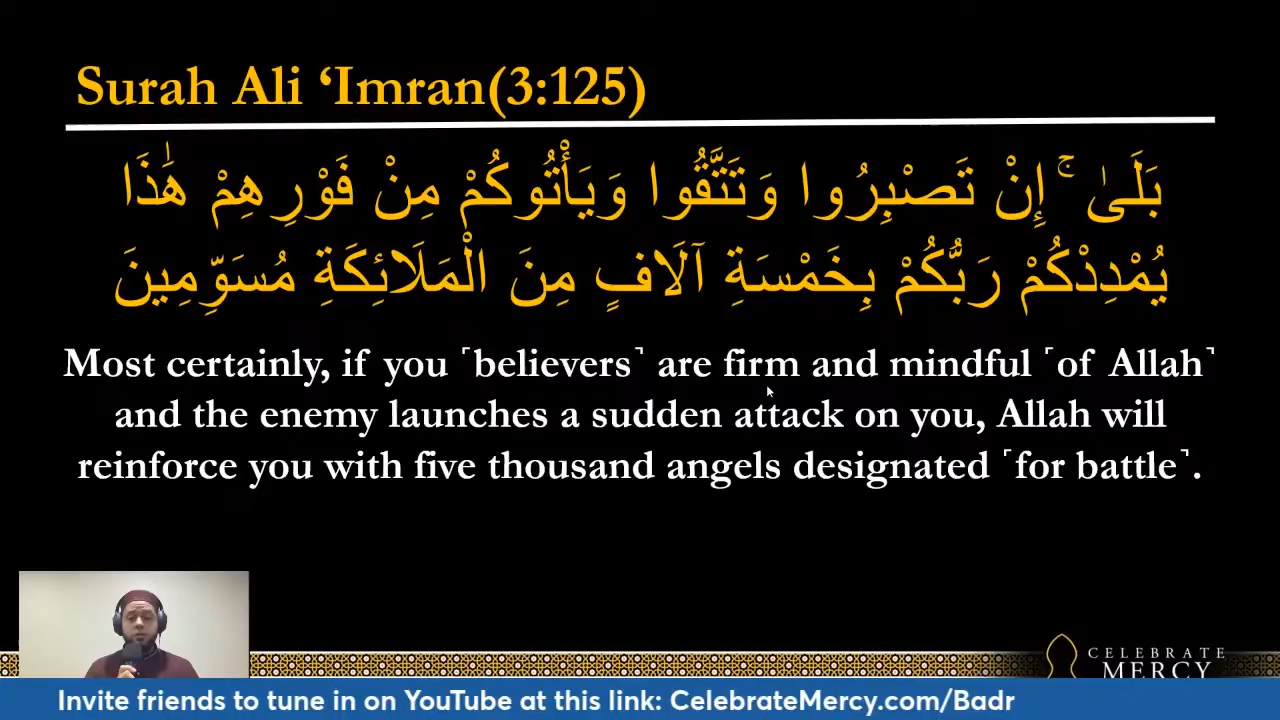 Surah Ali ‘Imran(3:125)
بَلَىٰ ۚ إِنْ تَصْبِرُوا وَتَتَّقُوا وَيَأْتُوكُمْ مِنْ فَوْرِهِمْ هَٰذَا
يُمْدِدْكُمْ رَبُّكُمْ بِخَمْسَةِ آلَافٍ مِنَ الْمَلَائِكَةِ مُسَوِّمِينَ
Most certainly, if you ˹believers˺ are firm and mindful ˹of Allah˺
and the enemy launches a sudden attack on you, Allah will
reinforce you with five thousand angels designated ˹for battle˺.
CELEBRATE
MERCY
Invite friends to tune in on YouTube at this link: CelebrateMercy.com/Badr